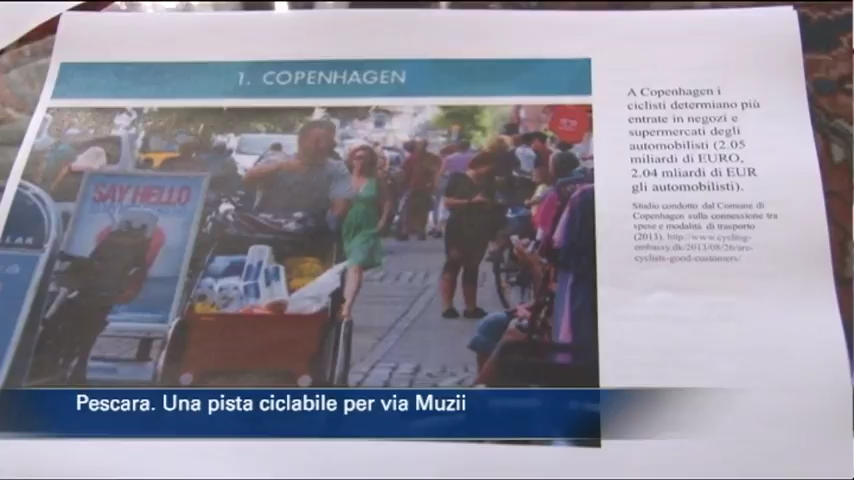 1. COPENHAGEN
A Copenhagen i
ciclisti determiniano più
entrate in negozi e
supermercati degli
automobilisti (2.05
miliardi di EURO,
2.04 mliardi di EUR
gli automobilisti).
Studio condotto dal Comune di
Copenhagen sulla connessione tra
spese e modalità di trasporto
(2013). http://www.cycling-
embassy.dk/2013/08/26/are-
cyclists-good-customers/
SAY HELLO
LAR
Pescara. Una pista ciclabile per via Muzii